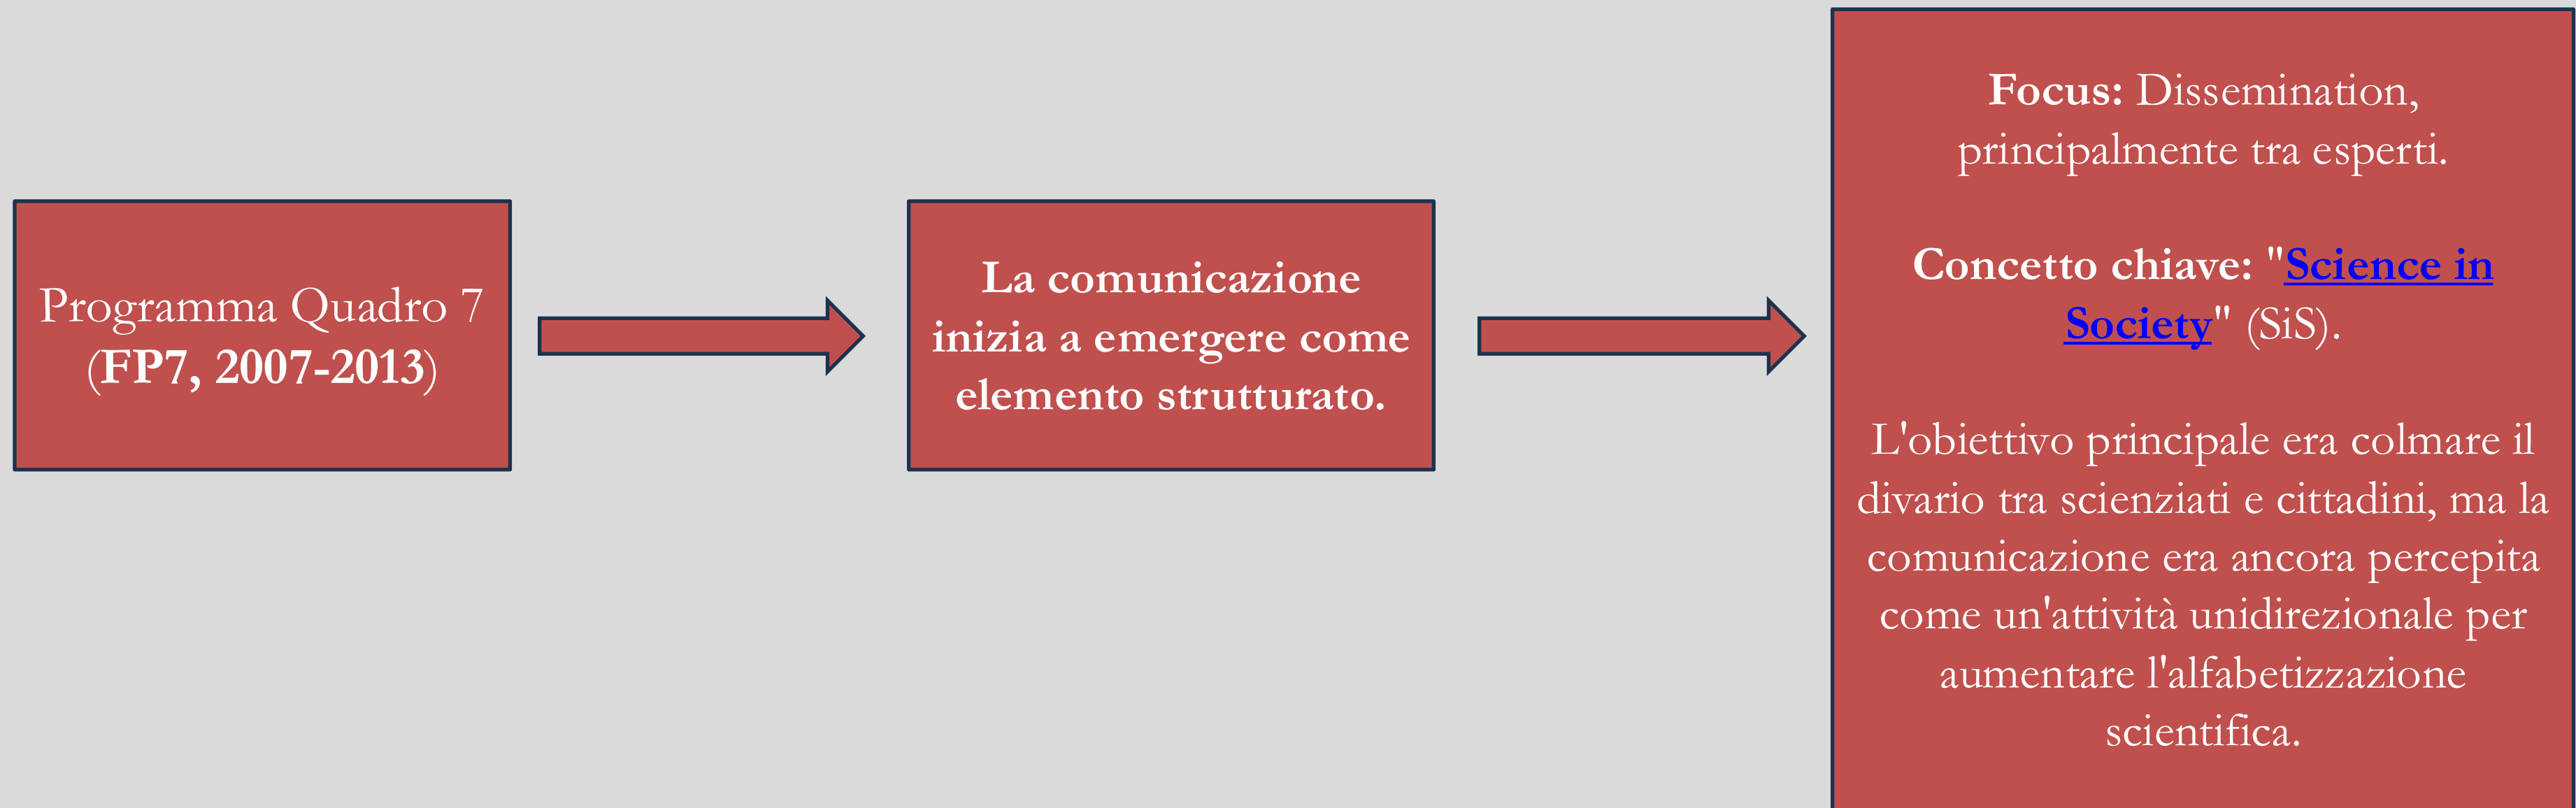 Programma Quadro 7
(FP7, 2007-2013)
La comunicazione
inizia a emergere come
elemento strutturato.
Focus: Dissemination,
principalmente tra esperti.
Concetto chiave: "Science in
Society" (SiS).
L'obiettivo principale era colmare il
divario tra scienziati e cittadini, ma la
comunicazione era ancora percepita
come un'attività unidirezionale per
aumentare l'alfabetizzazione
scientifica.